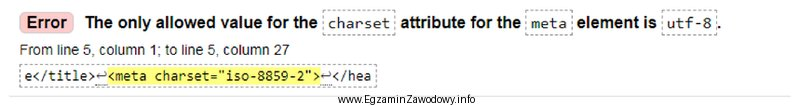 Error The only allowed value for the charset attribute for the meta element is utf-8.
From line 5, column 1; to line 5, column 27
e</title>↩<meta charset="iso-8859-2">↩</hea
www.EgzaminZawodowy.info